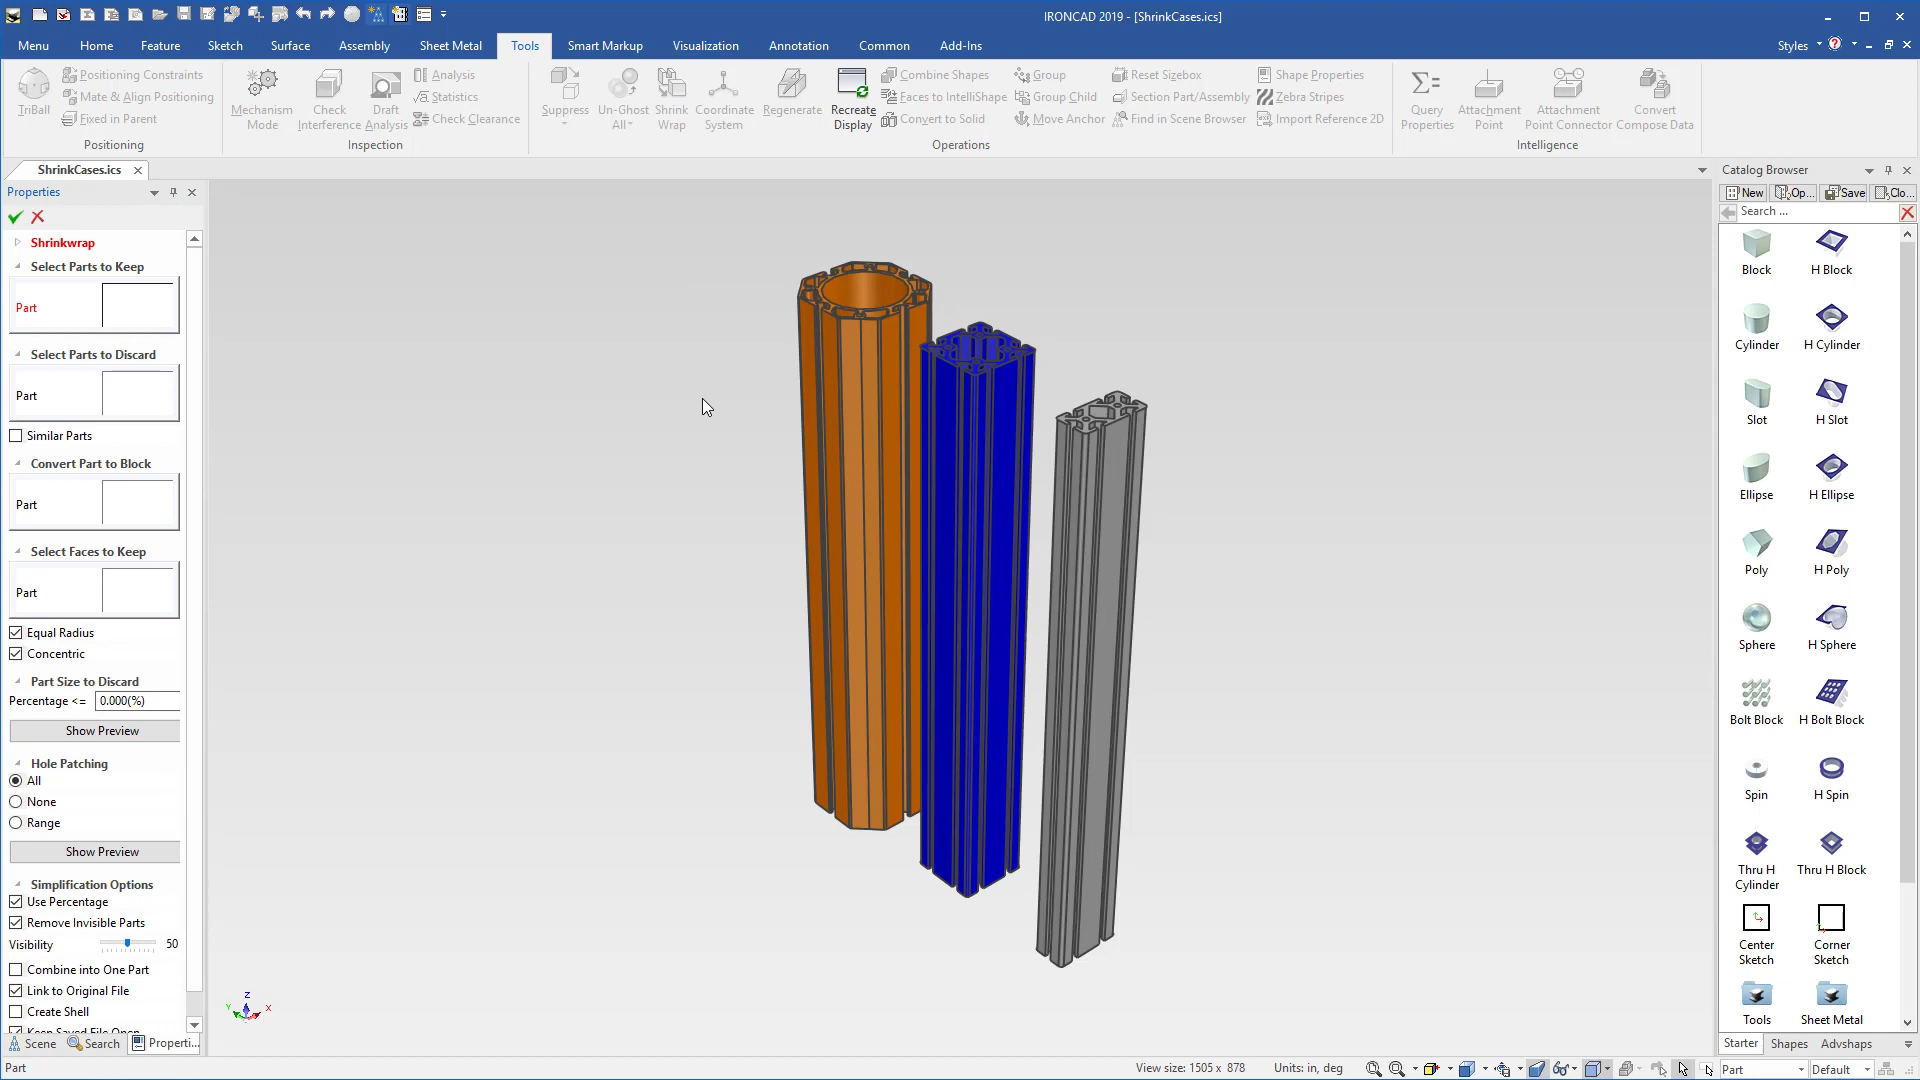 IRONCAD 2019 - [ShrinkCases.ics]
Menu Home Feature Sketch Surface Assembly Sheet Metal Tools Smart Markup Visualization Annotation Common Add-Ins Styles
TriBall
Positioning Constraints
Mate & Align Positioning
Fixed in Parent
Positioning
Mechanism Mode
Check Interference
Draft Analysis
Analysis
Statistics
Check Clearance
Inspection
Suppress
Un-Ghost All
Shrink Wrap
Coordinate System
Regenerate
Recreate Display
Combine Shapes
Faces to IntelliShape
Convert to Solid
Group
Group Child
Move Anchor
Reset Sizebox
Section Part/Assembly
Find in Scene Browser
Shape Properties
Zebra Stripes
Import Reference 2D
Operations
Query Properties
Attachment Point
Attachment Point Connector
Convert Compose Data
Intelligence
ShrinkCases.ics
Properties
Shrinkwrap
Select Parts to Keep
Part
Select Parts to Discard
Part
Similar Parts
Convert Part to Block
Part
Select Faces to Keep
Part
Equal Radius
Concentric
Part Size to Discard
Percentage <= 0.000(%)
Show Preview
Hole Patching
All
None
Range
Show Preview
Simplification Options
Use Percentage
Remove Invisible Parts
Visibility 50
Combine into One Part
Link to Original File
Create Shell
Keep Saved File Open
Scene Search Properti...
Z
Y X
Catalog Browser
New Op... Save Clo...
Search ...
Block H Block
Cylinder H Cylinder
Slot H Slot
Ellipse H Ellipse
Poly H Poly
Sphere H Sphere
Bolt Block H Bolt Block
Spin H Spin
Thru H Cylinder
Thru H Block
Center Sketch
Corner Sketch
Tools Sheet Metal
Starter Shapes Advshaps
Part View size: 1505 x 878 Units: in, deg Part Default